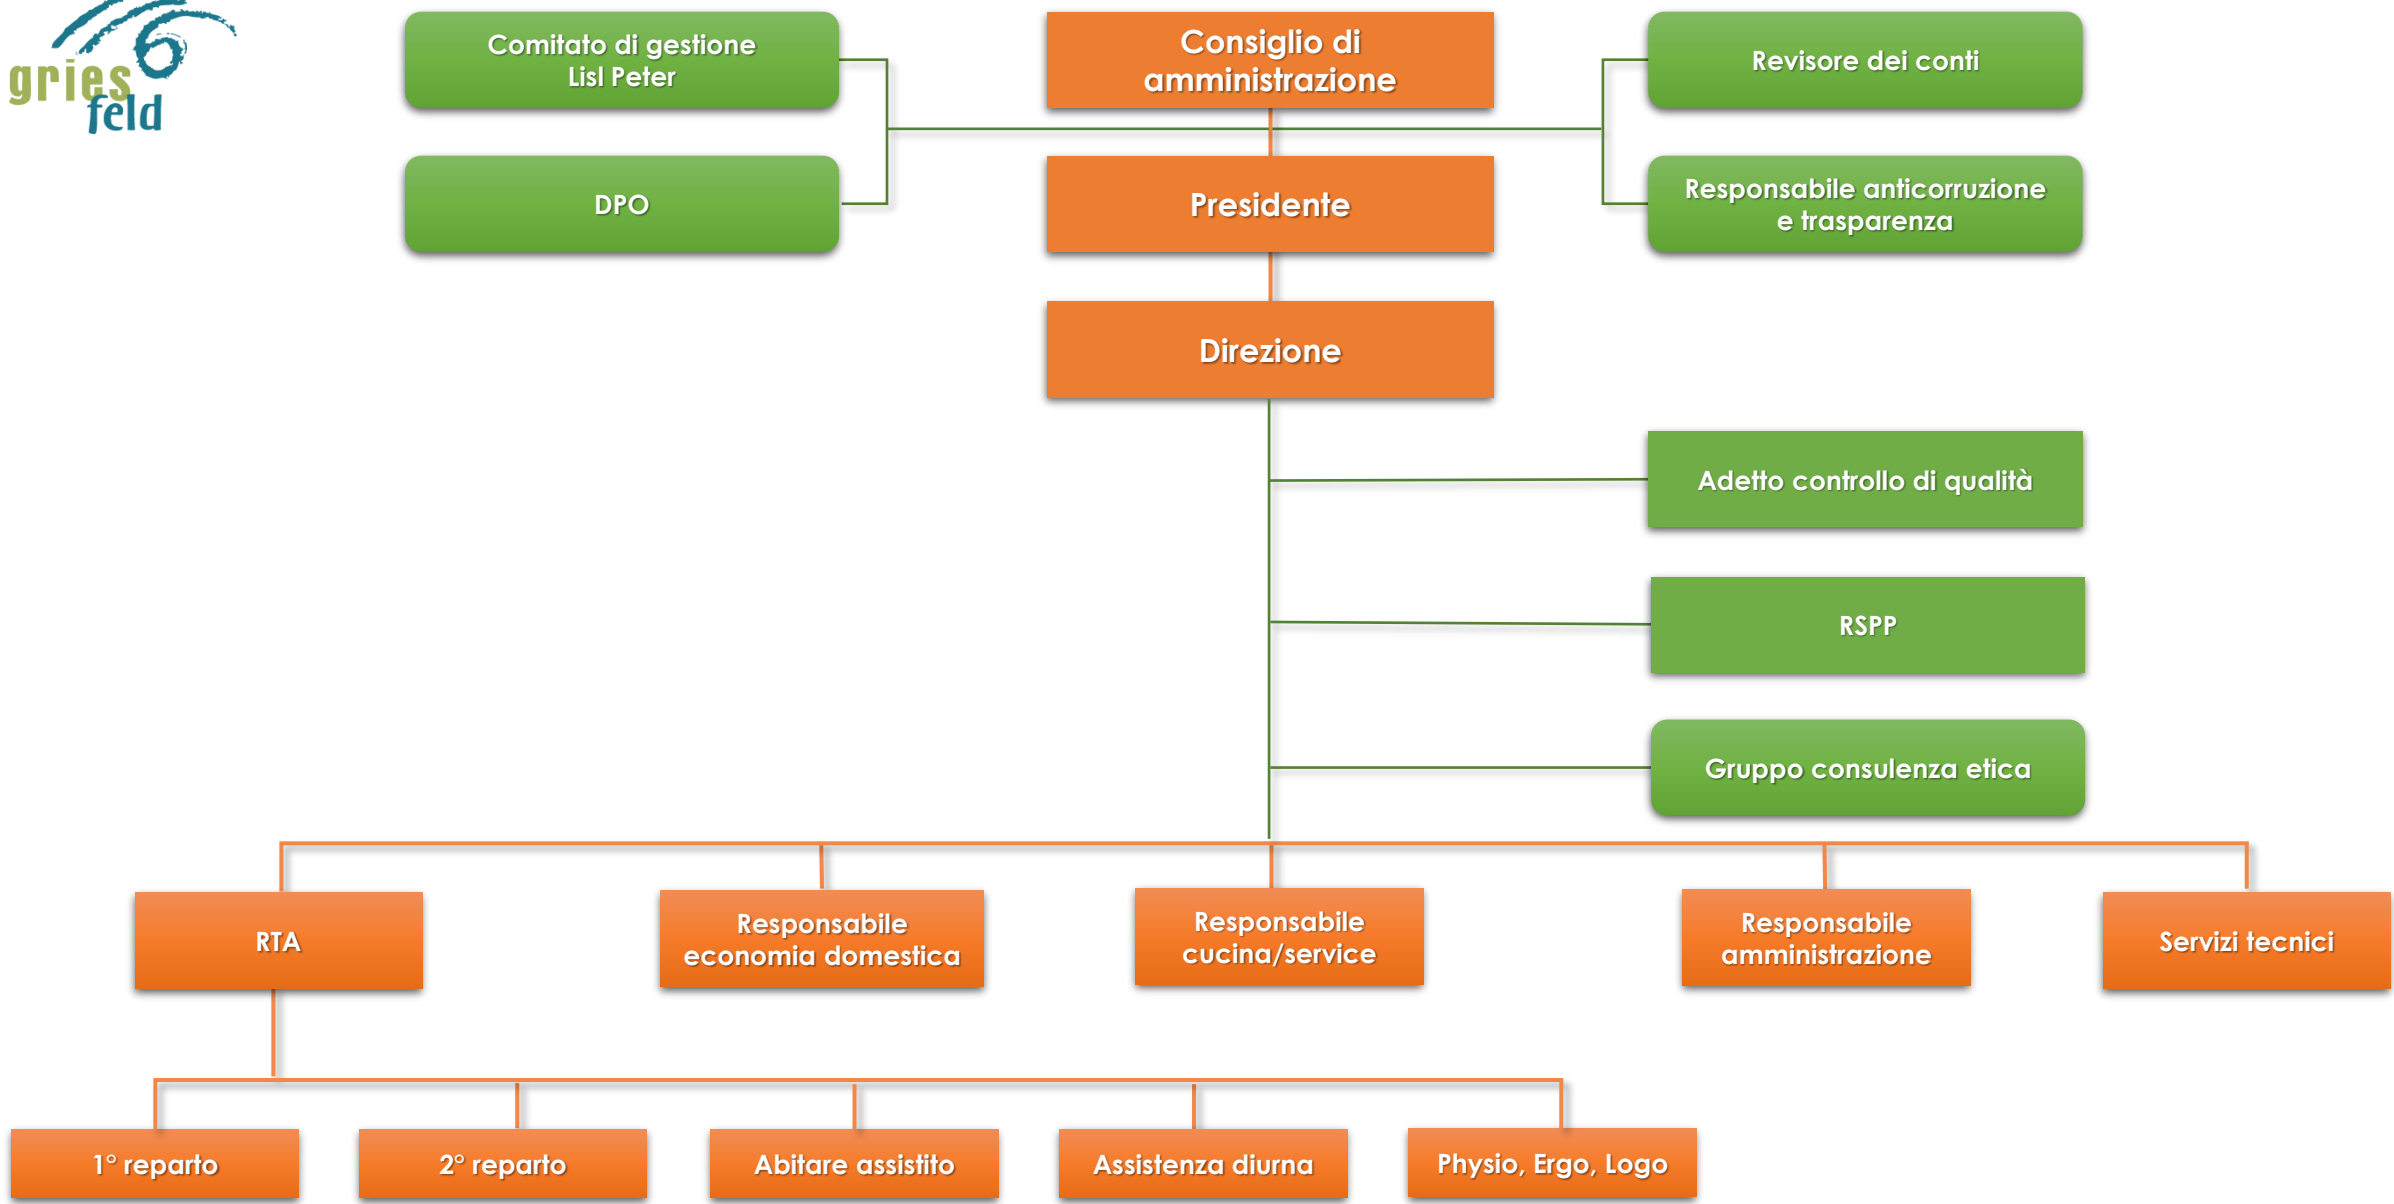 gries
feld
Comitato di gestione
Lisl Peter
Consiglio di
amministrazione
Revisore dei conti
DPO
Presidente
Responsabile anticorruzione
e trasparenza
Direzione
Adetto controllo di qualità
RSPP
Gruppo consulenza etica
RTA
Responsabile
economia domestica
Responsabile
cucina/service
Responsabile
amministrazione
Servizi tecnici
1° reparto
2° reparto
Abitare assistito
Assistenza diurna
Physio, Ergo, Logo